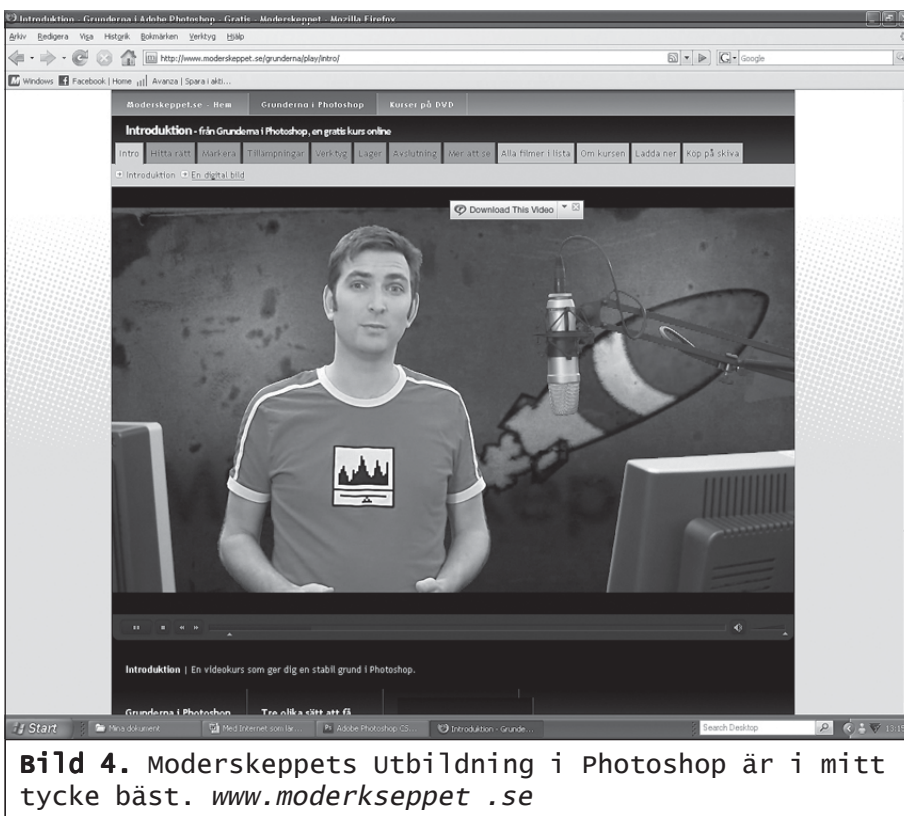 Introduktion - Grunderna i Adobe Photoshop - Gratis - Moderskeppet - Mozilla Firefox
Arkiv Redigera Visa Historik Bokmärken Verktyg Hjälp
http://www.moderskeppet.se/grunderna/play/intro/
Google
Windows Facebook | Home Avanza | Spara i akti...
Moderskeppet.se - Hem Grunderna i Photoshop Kurser på DVD
Introduktion - från Grunderna i Photoshop, en gratis kurs online
Intro Hitta rätt Markera Tillämpningar Verktyg Lager Avslutning Mer att se Alla filmer i lista Om kursen Ladda ner Köp på skiva
Introduktion En digital bild
Download This Video
Introduktion | En videokurs som ger dig en stabil grund i Photoshop.
Grunderna i Photoshop Tre olika sätt att få
Start Mina dokument Med Internet som lär... Adobe Photoshop CS... Introduktion - Grunde... Search Desktop 13:15
Bild 4. Moderskeppets Utbildning i Photoshop är i mitt
tycke bäst. www.moderkseppet .se